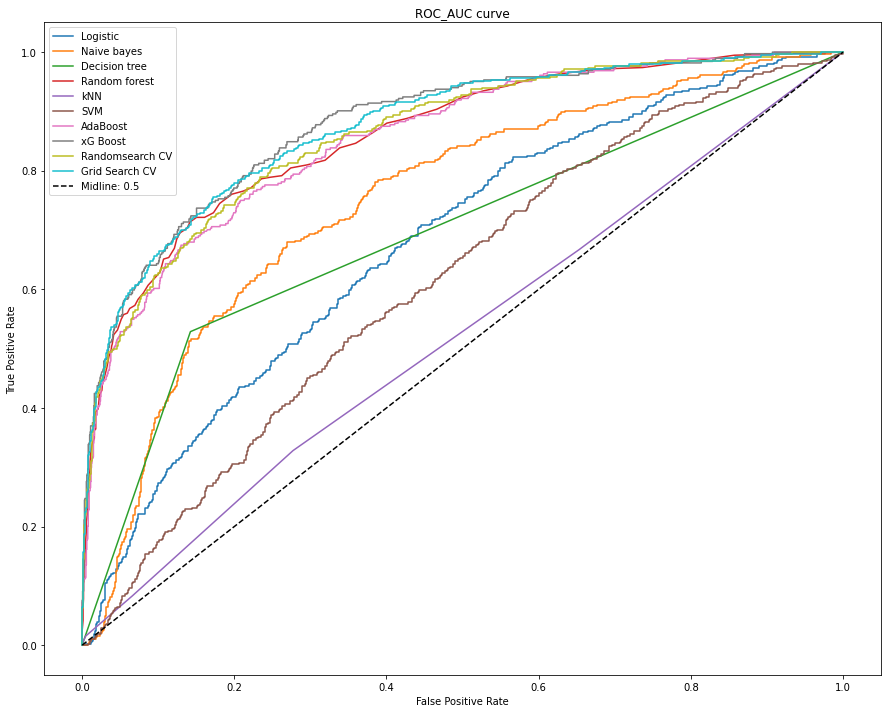 ROC_AUC curve
Logistic
Naive bayes
Decision tree
Random forest
kNN
SVM
AdaBoost
xG Boost
Randomsearch CV
Grid Search CV
Midline: 0.5
True Positive Rate
1.0
0.8
0.6
0.4
0.2
0.0
0.0 0.2 0.4 0.6 0.8 1.0
False Positive Rate